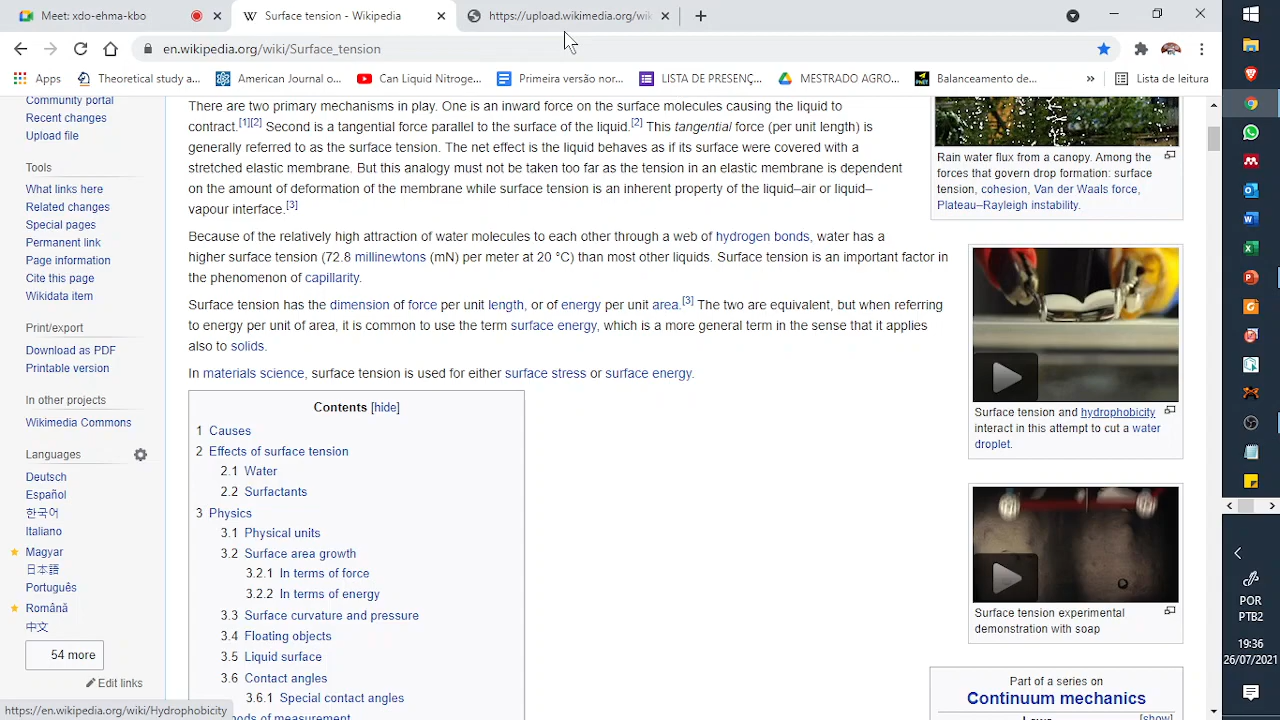 Meet: xdo-ehma-kbo
Surface tension - Wikipedia
https://upload.wikimedia.org/wik
en.wikipedia.org/wiki/Surface_tension
Apps
Theoretical study a...
American Journal o...
Can Liquid Nitroge...
Primeira versão nor...
LISTA DE PRESENÇ...
MESTRADO AGRO...
Balanceamento de...
»
Lista de leitura
Community portal
Recent changes
Upload file
Tools
What links here
Related changes
Special pages
Permanent link
Page information
Cite this page
Wikidata item
Print/export
Download as PDF
Printable version
In other projects
Wikimedia Commons
Languages
Deutsch
Español
한국어
Italiano
Magyar
日本語
Português
Română
中文
54 more
Edit links
There are two primary mechanisms in play. One is an inward force on the surface molecules causing the liquid to
contract.[1][2] Second is a tangential force parallel to the surface of the liquid.[2] This tangential force (per unit length) is
generally referred to as the surface tension. The net effect is the liquid behaves as if its surface were covered with a
stretched elastic membrane. But this analogy must not be taken too far as the tension in an elastic membrane is dependent
on the amount of deformation of the membrane while surface tension is an inherent property of the liquid–air or liquid–
vapour interface.[3]
Because of the relatively high attraction of water molecules to each other through a web of hydrogen bonds, water has a
higher surface tension (72.8 millinewtons (mN) per meter at 20 °C) than most other liquids. Surface tension is an important factor in
the phenomenon of capillarity.
Surface tension has the dimension of force per unit length, or of energy per unit area.[3] The two are equivalent, but when referring
to energy per unit of area, it is common to use the term surface energy, which is a more general term in the sense that it applies
also to solids.
In materials science, surface tension is used for either surface stress or surface energy.
Contents [hide]
1 Causes
2 Effects of surface tension
2.1 Water
2.2 Surfactants
3 Physics
3.1 Physical units
3.2 Surface area growth
3.2.1 In terms of force
3.2.2 In terms of energy
3.3 Surface curvature and pressure
3.4 Floating objects
3.5 Liquid surface
3.6 Contact angles
3.6.1 Special contact angles
ods of measurement
Rain water flux from a canopy. Among the
forces that govern drop formation: surface
tension, cohesion, Van der Waals force,
Plateau–Rayleigh instability.
Surface tension and hydrophobicity
interact in this attempt to cut a water
droplet.
Surface tension experimental
demonstration with soap
Part of a series on
Continuum mechanics
Laws
[show]
https://en.wikipedia.org/wiki/Hydrophobicity
POR
PTB2
19:36
26/07/2021